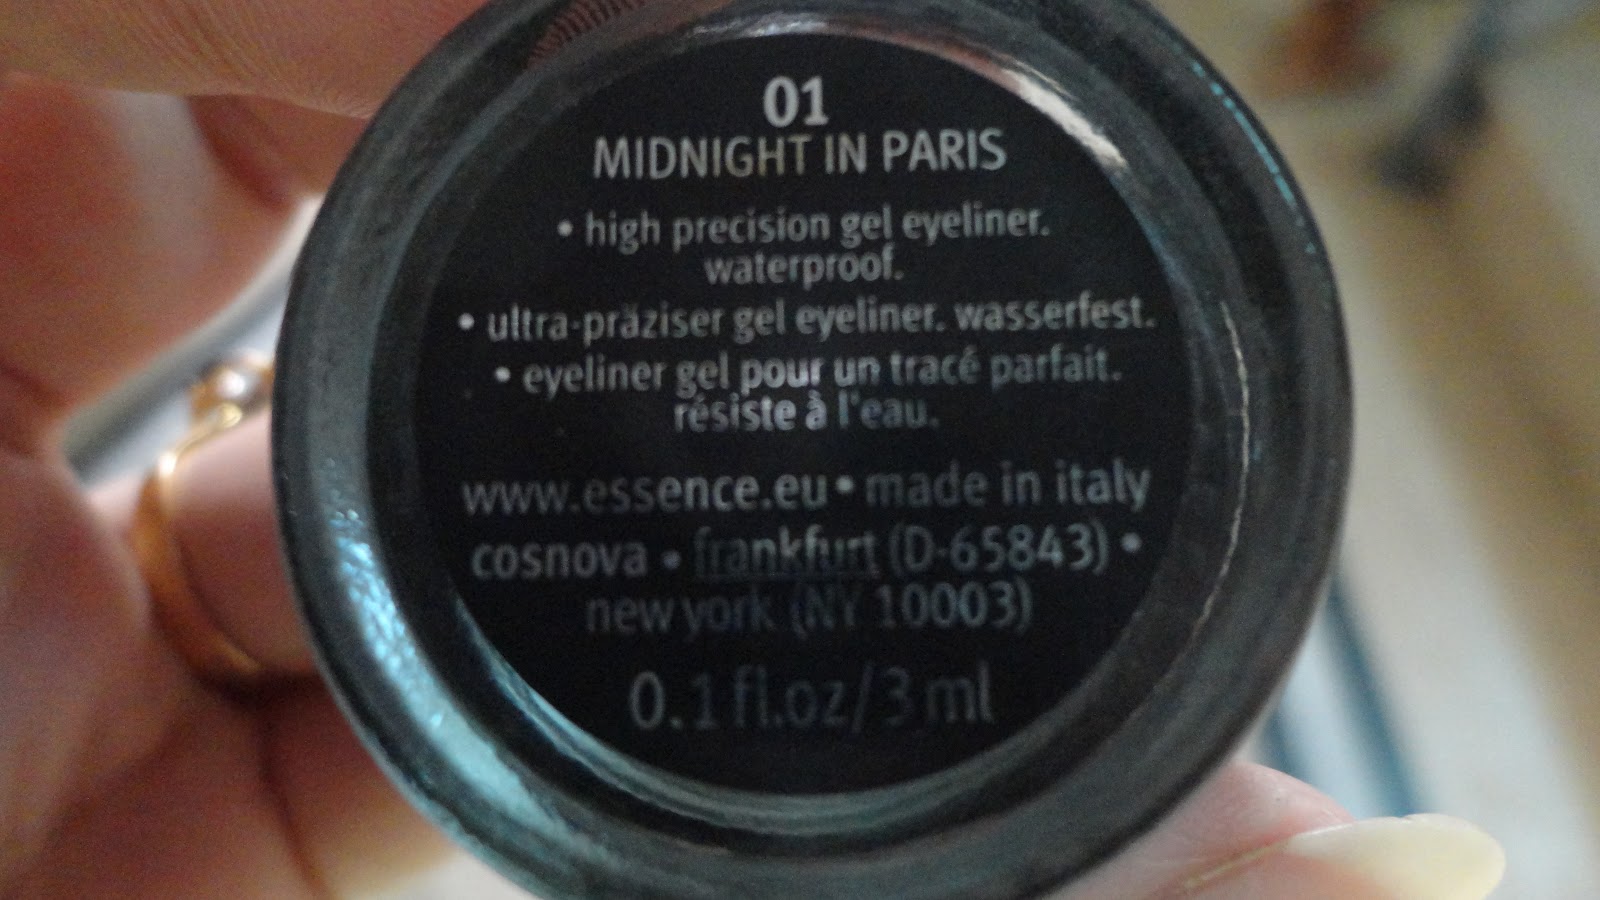 01
MIDNIGHT IN PARIS
• high precision gel eyeliner.
waterproof.
• ultra-präziser gel eyeliner. wasserfest.
• eyeliner gel pour un tracé parfait.
résiste à l'eau.
www.essence.eu • made in italy
cosnova • frankfurt (D-65843) •
new york (NY 10003)
0.1 fl.oz/3 ml